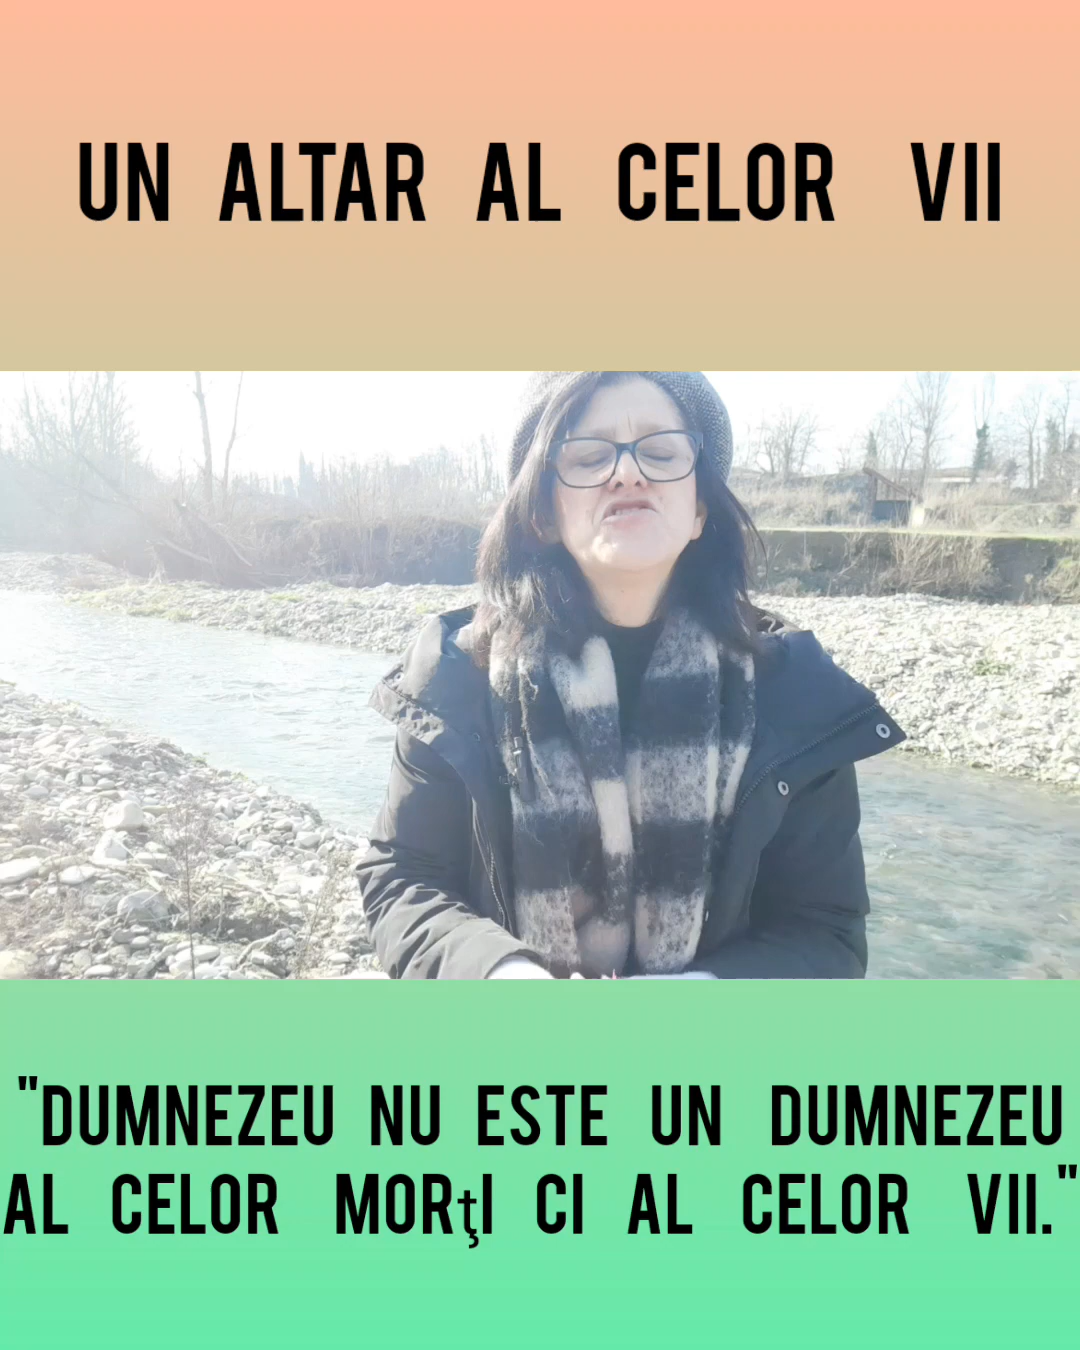 UN ALTAR AL CELOR VII
"DUMNEZEU NU ESTE UN DUMNEZEU
AL CELOR MORţI CI AL CELOR VII."